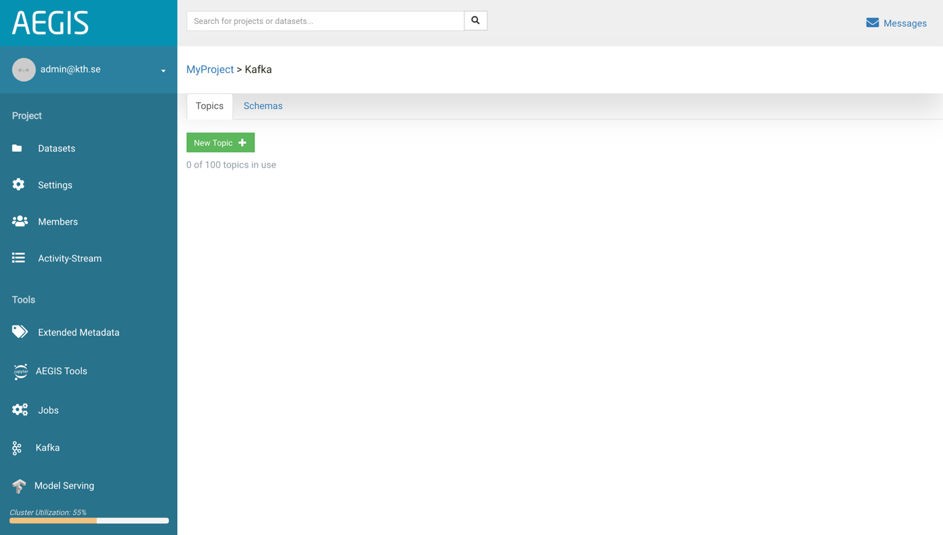 AEGIS
Search for projects or datasets...
Messages
admin@kth.se
MyProject > Kafka
Topics
Schemas
New Topic
0 of 100 topics in use
Project
Datasets
Settings
Members
Activity-Stream
Tools
Extended Metadata
AEGIS Tools
Jobs
Kafka
Model Serving
Cluster Utilization: 55%